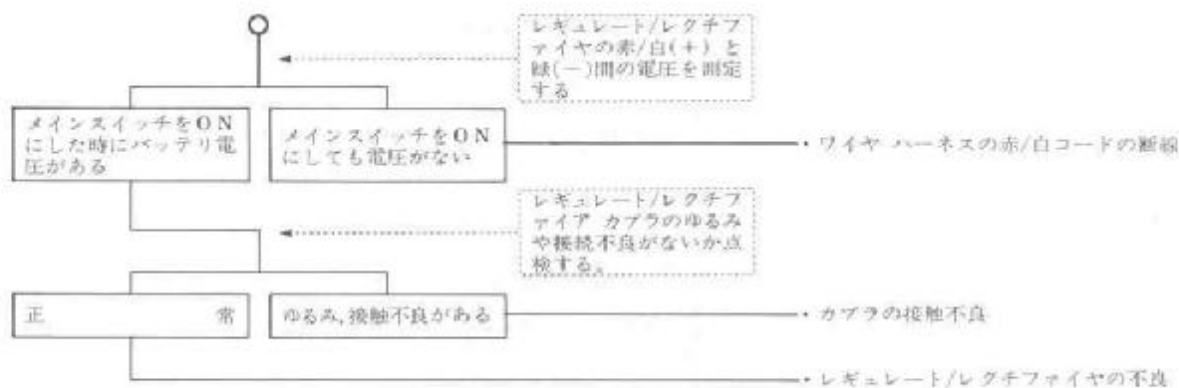 レギュレート/レクチフ
ァイヤの赤/白(+)と
緑(−)間の電圧を測定
する
メインスイッチをON
にした時にバッテリ電
圧がある
メインスイッチをON
にしても電圧がない
・ワイヤ ハーネスの赤/白コードの断線
レギュレート/レクチフ
ァイア カプラのゆるみ
や接続不良がないか点
検する。
正 常
ゆるみ,接触不良がある
・カプラの接触不良
・レギュレート/レクチファイヤの不良